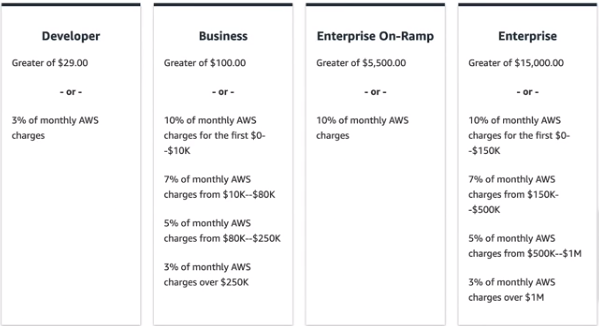 Developer
Greater of $29.00
- or -
3% of monthly AWS
charges
Business
Greater of $100.00
- or -
10% of monthly AWS
charges for the first $0-
-$10K
7% of monthly AWS
charges from $10K--$80K
5% of monthly AWS
charges from $80K--$250K
3% of monthly AWS
charges over $250K
Enterprise On-Ramp
Greater of $5,500.00
- or -
10% of monthly AWS
charges
Enterprise
Greater of $15,000.00
- or -
10% of monthly AWS
charges for the first $0-
-$150K
7% of monthly AWS
charges from $150K-
-$500K
5% of monthly AWS
charges from $500K--$1M
3% of monthly AWS
charges over $1M